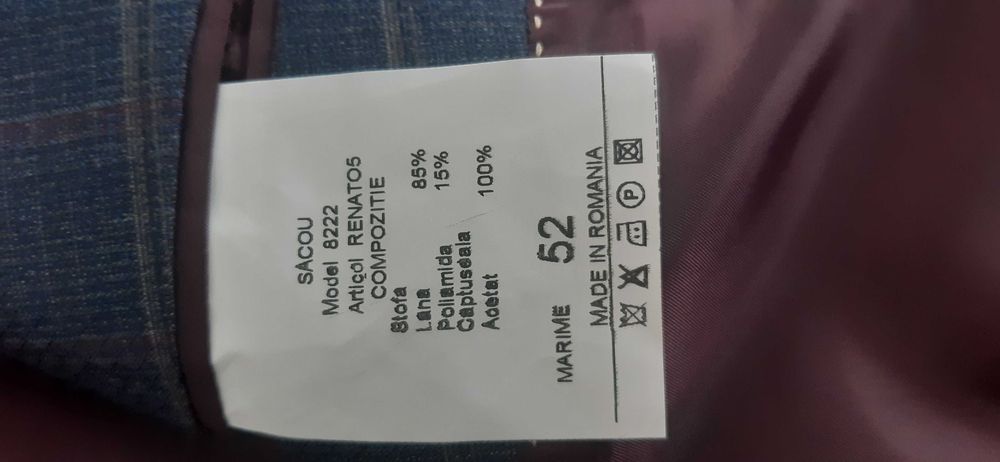 SACOU
Model 8222
Articol RENATO5
COMPOZITIE
Stofa
Lana 85%
Poliamida 15%
Captuseala
Acetat 100%
MARIME 52
MADE IN ROMANIA
P